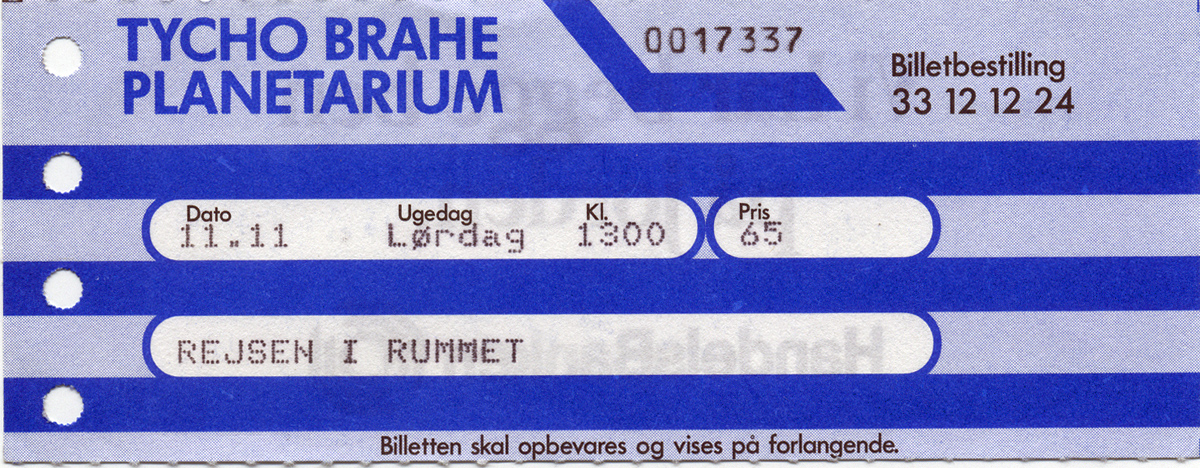 TYCHO BRAHE
PLANETARIUM
0017337
Billetbestilling
33 12 12 24
Dato Ugedag Kl. Pris
11.11 Lørdag 1300 65
REJSEN I RUMMET
Billetten skal opbevares og vises på forlangende.